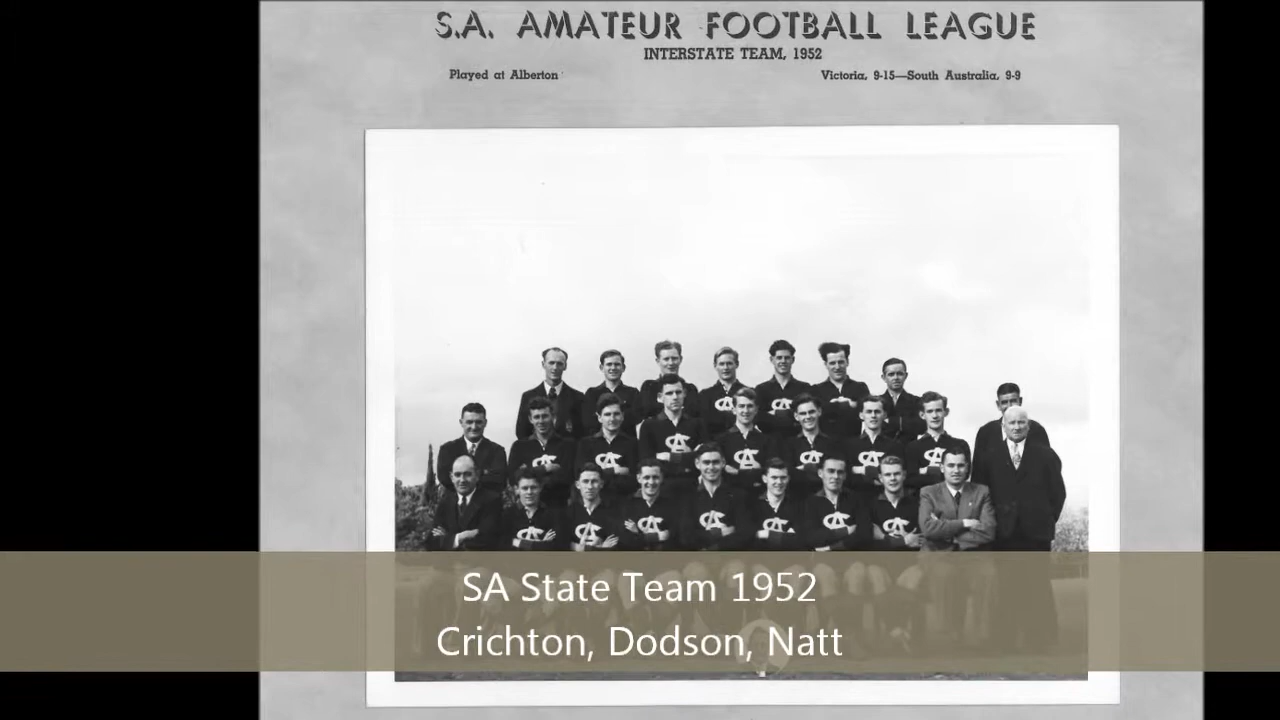 S.A. AMATEUR FOOTBALL LEAGUE
INTERSTATE TEAM, 1952
Played at Alberton
Victoria, 9-15—South Australia, 9-9
SA State Team 1952
Crichton, Dodson, Natt